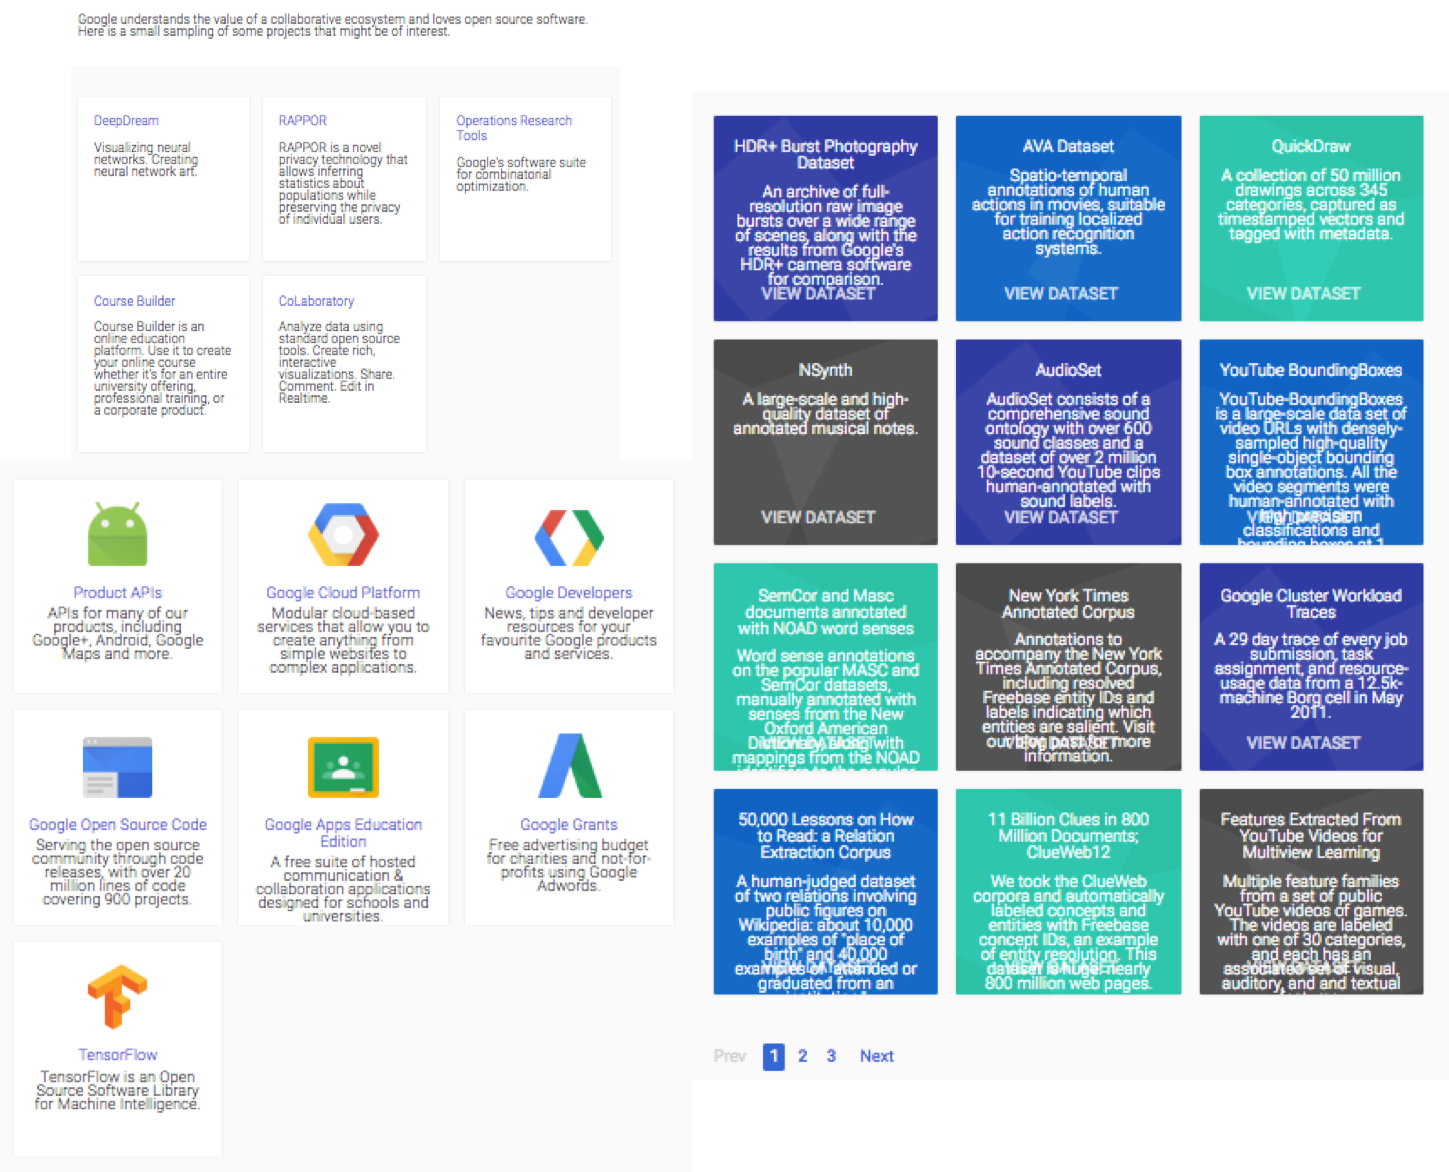 Google understands the value of a collaborative ecosystem and loves open source software.
Here is a small sampling of some projects that might be of interest.
DeepDream
Visualizing neural
networks. Creating
neural network art.
RAPPOR
RAPPOR is a novel
privacy technology that
allows inferring
statistics about
populations while
preserving the privacy
of individual users.
Operations Research
Tools
Google's software suite
for combinatorial
optimization.
Course Builder
Course Builder is an
online education
platform. Use it to create
your online course
whether it's for an entire
university offering,
professional training, or
a corporate product.
CoLaboratory
Analyze data using
standard open source
tools. Create rich,
interactive
visualizations. Share.
Comment. Edit in
Realtime.
Product APIs
APIs for many of our
products, including
Google+, Android, Google
Maps and more.
Google Cloud Platform
Modular cloud-based
services that allow you to
create anything from
simple websites to
complex applications.
Google Developers
News, tips and developer
resources for your
favourite Google products
and services.
Google Open Source Code
Serving the open source
community through code
releases, with over 20
million lines of code
covering 900 projects.
Google Apps Education
Edition
A free suite of hosted
communication &
collaboration applications
designed for schools and
universities.
Google Grants
Free advertising budget
for charities and not-for-
profits using Google
Adwords.
TensorFlow
TensorFlow is an Open
Source Software Library
for Machine Intelligence.
HDR+ Burst Photography
Dataset
An archive of full-
resolution raw image
bursts over a wide range
of scenes, along with the
results from Google's
HDR+ camera software
for comparison.
VIEW DATASET
AVA Dataset
Spatio-temporal
annotations of human
actions in movies, suitable
for training localized
action recognition
systems.
VIEW DATASET
QuickDraw
A collection of 50 million
drawings across 345
categories, captured as
timestamped vectors and
tagged with metadata.
VIEW DATASET
NSynth
A large-scale and high-
quality dataset of
annotated musical notes.
VIEW DATASET
AudioSet
AudioSet consists of a
comprehensive sound
ontology with over 600
sound classes and a
dataset of over 2 million
10-second YouTube clips
human-annotated with
sound labels.
VIEW DATASET
YouTube BoundingBoxes
YouTube-BoundingBoxes
is a large-scale data set of
video URLs with densely-
sampled high-quality
single-object bounding
box annotations. All the
video segments were
human-annotated with
high precision
classifications and
bounding boxes at 1
SemCor and Masc
documents annotated
with NOAD word senses
Word sense annotations
on the popular MASC and
SemCor datasets,
manually annotated with
senses from the New
Oxford American
Dictionary, along with
mappings from the NOAD
New York Times
Annotated Corpus
Annotations to
accompany the New York
Times Annotated Corpus,
including resolved
Freebase entity IDs and
labels indicating which
entities are salient. Visit
our blog post for more
information.
Google Cluster Workload
Traces
A 29 day trace of every job
submission, task
assignment, and resource-
usage data from a 12.5k-
machine Borg cell in May
2011.
VIEW DATASET
50,000 Lessons on How
to Read: a Relation
Extraction Corpus
A human-judged dataset
of two relations involving
public figures on
Wikipedia: about 10,000
examples of "place of
birth" and 40,000
examples of "attended or
graduated from an
11 Billion Clues in 800
Million Documents;
ClueWeb12
We took the ClueWeb
corpora and automatically
labeled concepts and
entities with Freebase
concept IDs, an example
of entity resolution. This
dataset is huge: nearly
800 million web pages.
Features Extracted From
YouTube Videos for
Multiview Learning
Multiple feature families
from a set of public
YouTube videos of games.
The videos are labeled
with one of 30 categories,
and each has an
associated set of visual,
auditory, and and textual
Prev 1 2 3 Next